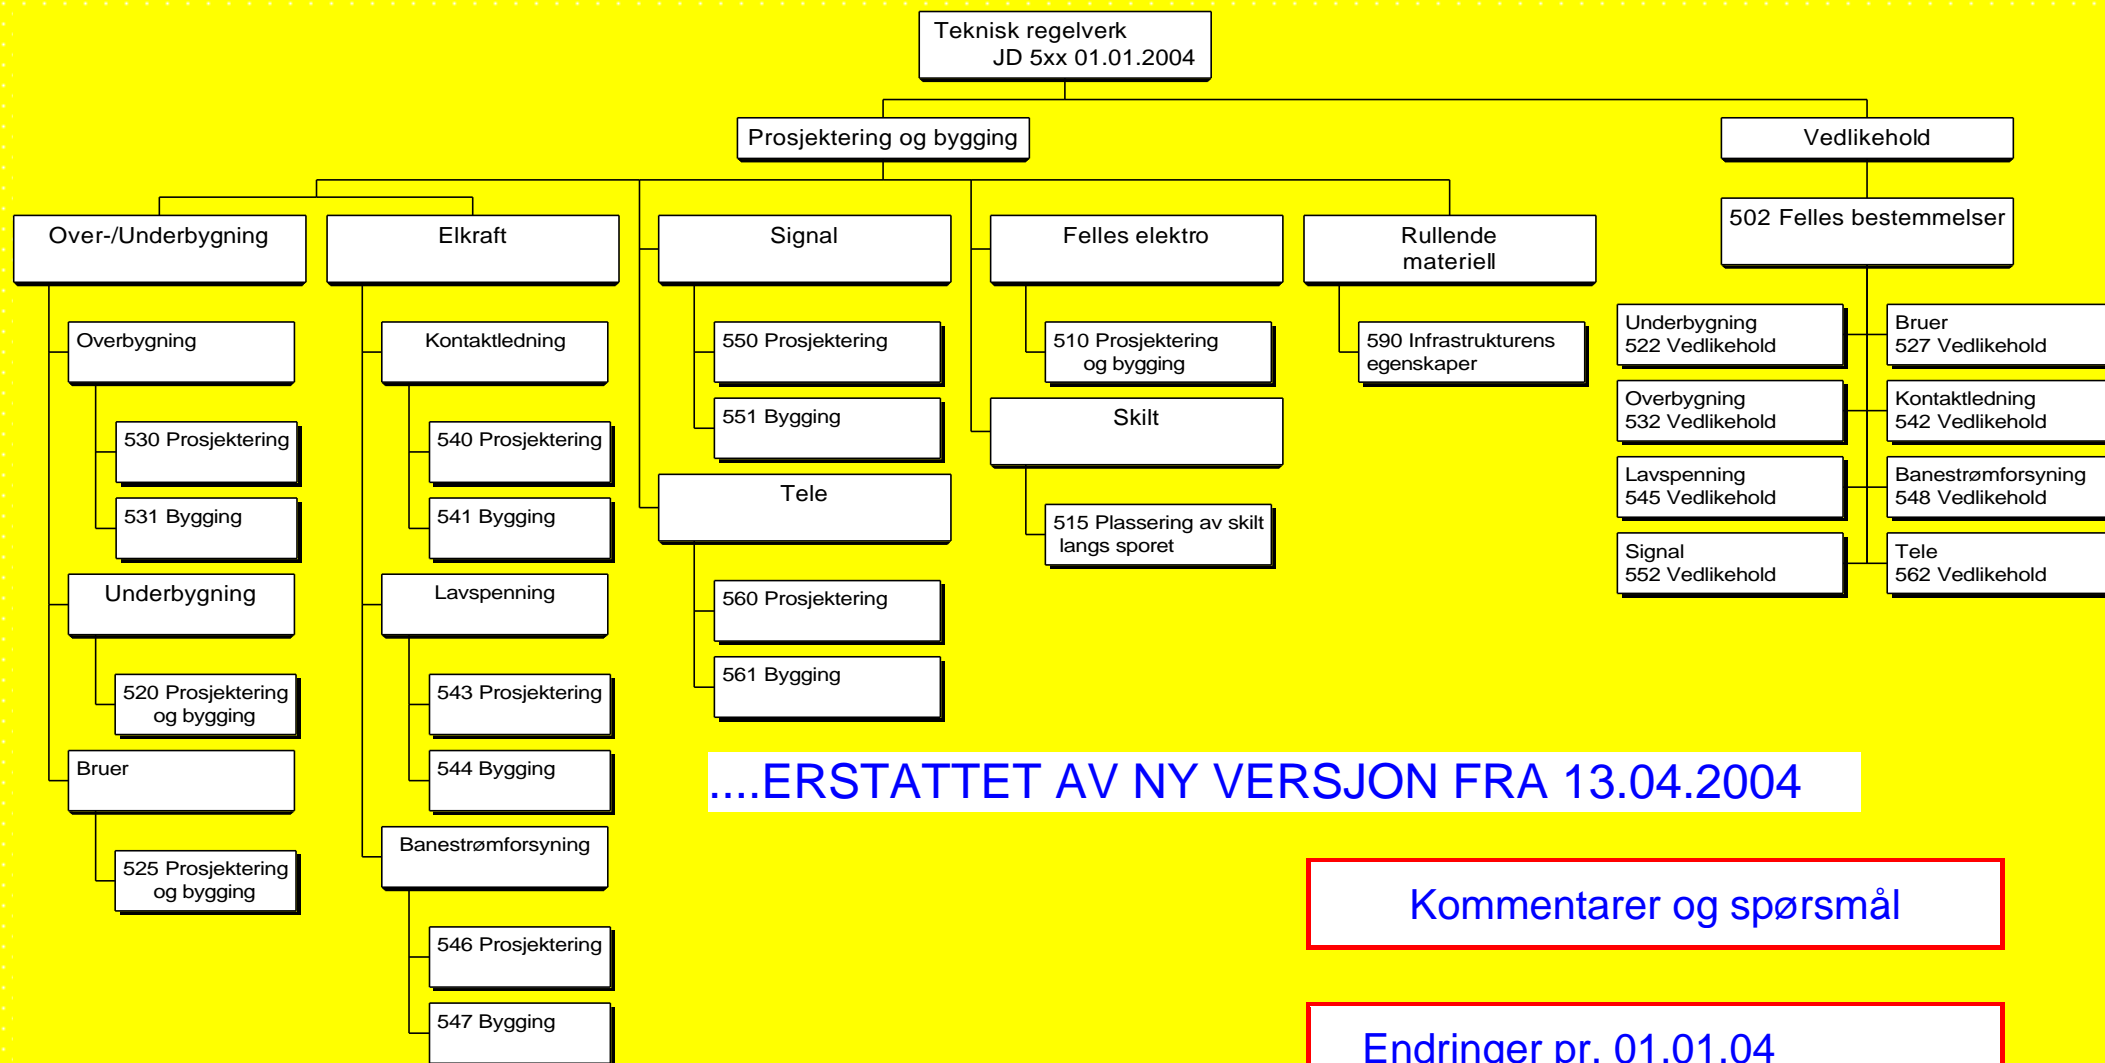 Teknisk regelverk
JD 5xx 01.01.2004
Prosjektering og bygging
Vedlikehold
Over-/Underbygning
Elkraft
Signal
Felles elektro
Rullende
materiell
502 Felles bestemmelser
Overbygning
530 Prosjektering
531 Bygging
Underbygning
520 Prosjektering
og bygging
Bruer
525 Prosjektering
og bygging
Kontaktledning
540 Prosjektering
541 Bygging
Lavspenning
543 Prosjektering
544 Bygging
Banestrømforsyning
546 Prosjektering
547 Bygging
550 Prosjektering
551 Bygging
Tele
560 Prosjektering
561 Bygging
510 Prosjektering
og bygging
Skilt
515 Plassering av skilt
langs sporet
590 Infrastrukturens
egenskaper
Underbygning
522 Vedlikehold
Bruer
527 Vedlikehold
Overbygning
532 Vedlikehold
Kontaktledning
542 Vedlikehold
Lavspenning
545 Vedlikehold
Banestrømforsyning
548 Vedlikehold
Signal
552 Vedlikehold
Tele
562 Vedlikehold
....ERSTATTET AV NY VERSJON FRA 13.04.2004
Kommentarer og spørsmål
Endringer pr. 01.01.04